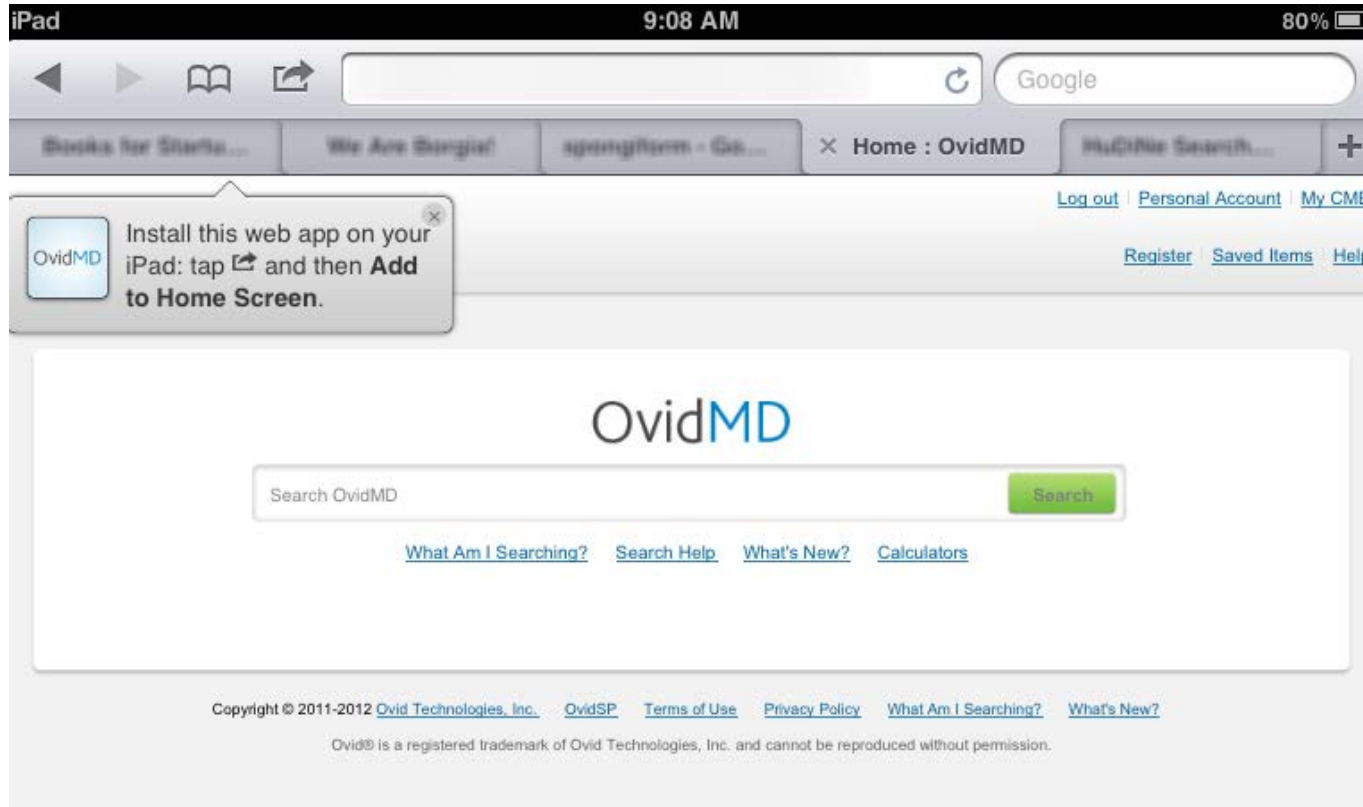 iPad 9:08 AM 80%
Google
Home : OvidMD
Log out Personal Account My CME
OvidMD
Install this web app on your
iPad: tap and then Add
to Home Screen.
Register Saved Items Help
OvidMD
Search OvidMD Search
What Am I Searching? Search Help What's New? Calculators
Copyright © 2011-2012 Ovid Technologies, Inc. OvidSP Terms of Use Privacy Policy What Am I Searching? What's New?
Ovid® is a registered trademark of Ovid Technologies, Inc. and cannot be reproduced without permission.